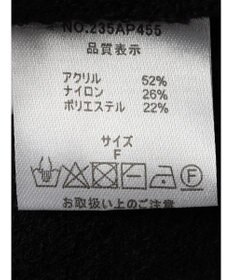 NO.235AP455
品質表示
アクリル 52%
ナイロン 26%
ポリエステル 22%
サイズ
F
F
お取扱い上のご注意